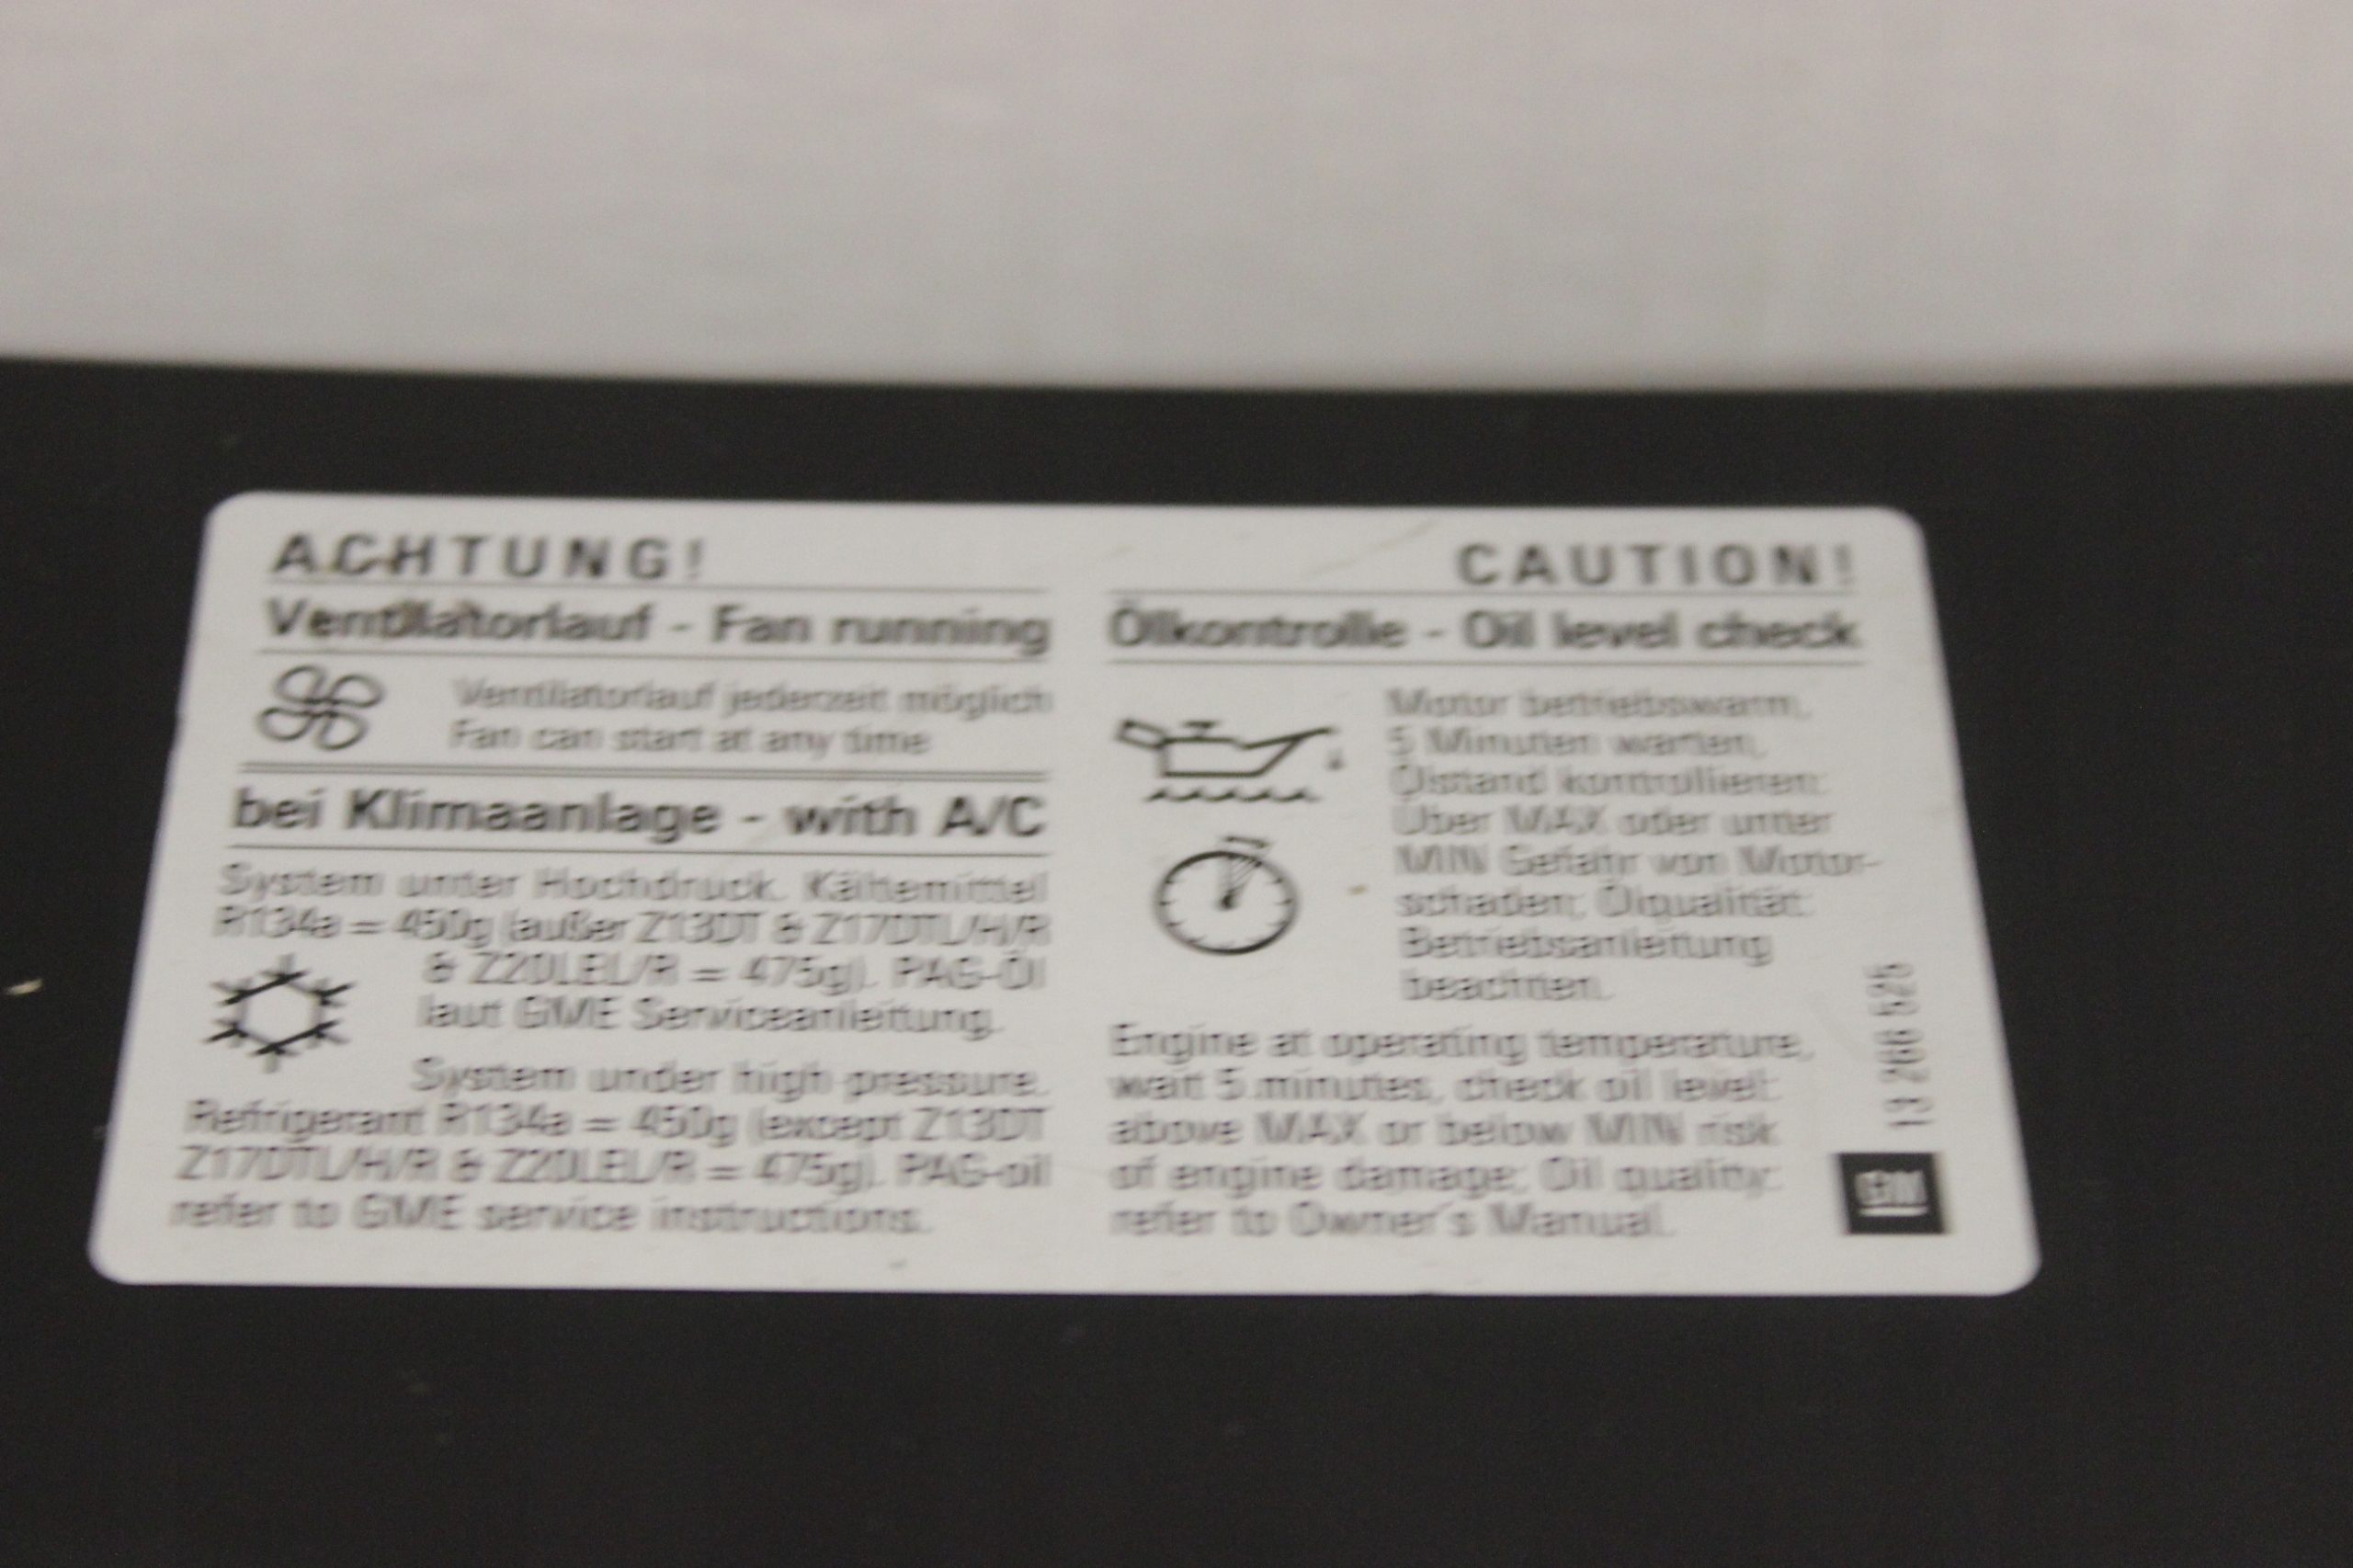 ACHTUNG!
Ventilatorlauf - Fan running
Ventilatorlauf jederzeit möglich
Fan can start at any time
bei Klimaanlage - with A/C
System unter Hochdruck. Kältemittel
R134a = 450g (außer Z13DT & Z17DTL/H/R
& Z20LEL/R = 475g). PAG-Öl
laut GME Serviceanleitung.
System under high pressure.
Refrigerant R134a = 450g (except Z13DT
Z17DTL/H/R & Z20LEL/R = 475g). PAG-oil
refer to GME service instructions.
CAUTION!
Ölkontrolle - Oil level check
Motor betriebswarm,
5 Minuten warten,
Ölstand kontrollieren:
Über MAX oder unter
MIN Gefahr von Motor-
schaden; Ölqualität:
Betriebsanleitung
beachten.
Engine at operating temperature,
wait 5 minutes, check oil level:
above MAX or below MIN risk
of engine damage; Oil quality:
refer to Owner's Manual.
13 266 525
GM